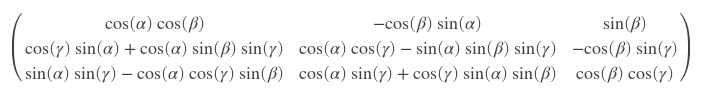 cos(α) cos(β) −cos(β) sin(α) sin(β)
cos(γ) sin(α) + cos(α) sin(β) sin(γ) cos(α) cos(γ) − sin(α) sin(β) sin(γ) −cos(β) sin(γ)
sin(α) sin(γ) − cos(α) cos(γ) sin(β) cos(α) sin(γ) + cos(γ) sin(α) sin(β) cos(β) cos(γ)